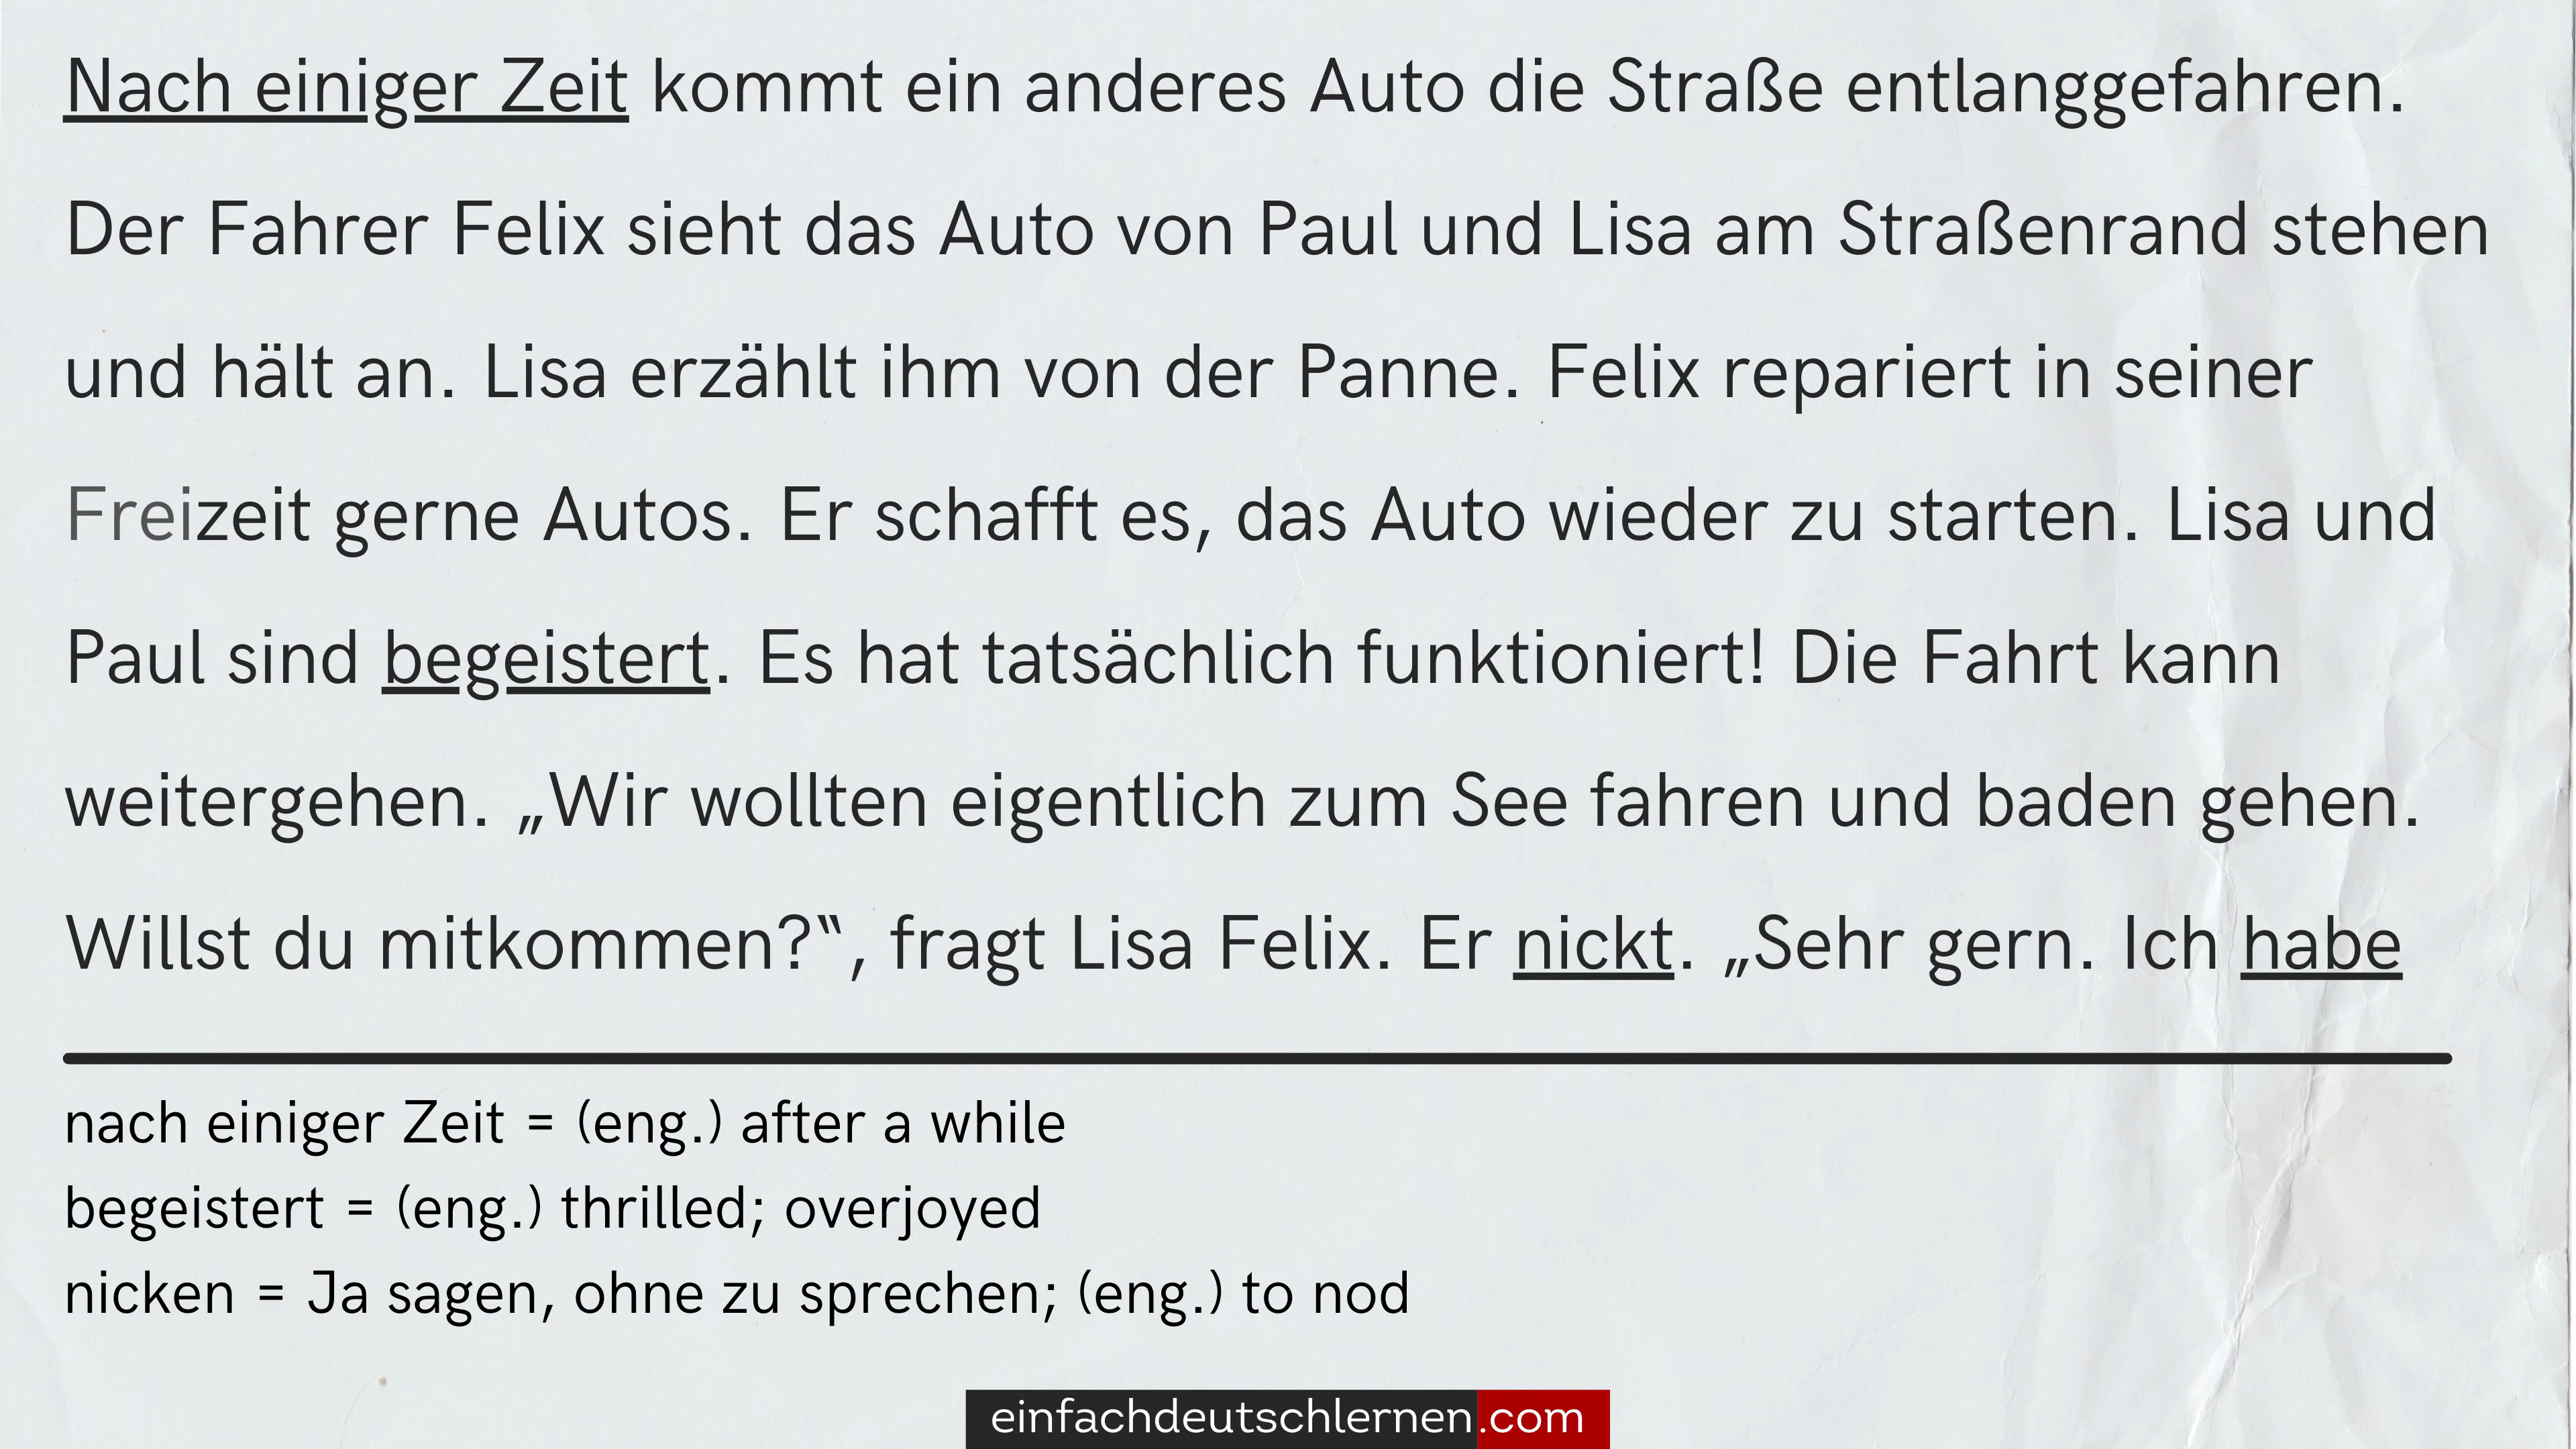 Nach einiger Zeit kommt ein anderes Auto die Straße entlanggefahren.
Der Fahrer Felix sieht das Auto von Paul und Lisa am Straßenrand stehen
und hält an. Lisa erzählt ihm von der Panne. Felix repariert in seiner
Freizeit gerne Autos. Er schafft es, das Auto wieder zu starten. Lisa und
Paul sind begeistert. Es hat tatsächlich funktioniert! Die Fahrt kann
weitergehen. „Wir wollten eigentlich zum See fahren und baden gehen.
Willst du mitkommen?‟, fragt Lisa Felix. Er nickt. „Sehr gern. Ich habe
nach einiger Zeit = (eng.) after a while
begeistert = (eng.) thrilled; overjoyed
nicken = Ja sagen, ohne zu sprechen; (eng.) to nod
einfachdeutschlernen.com